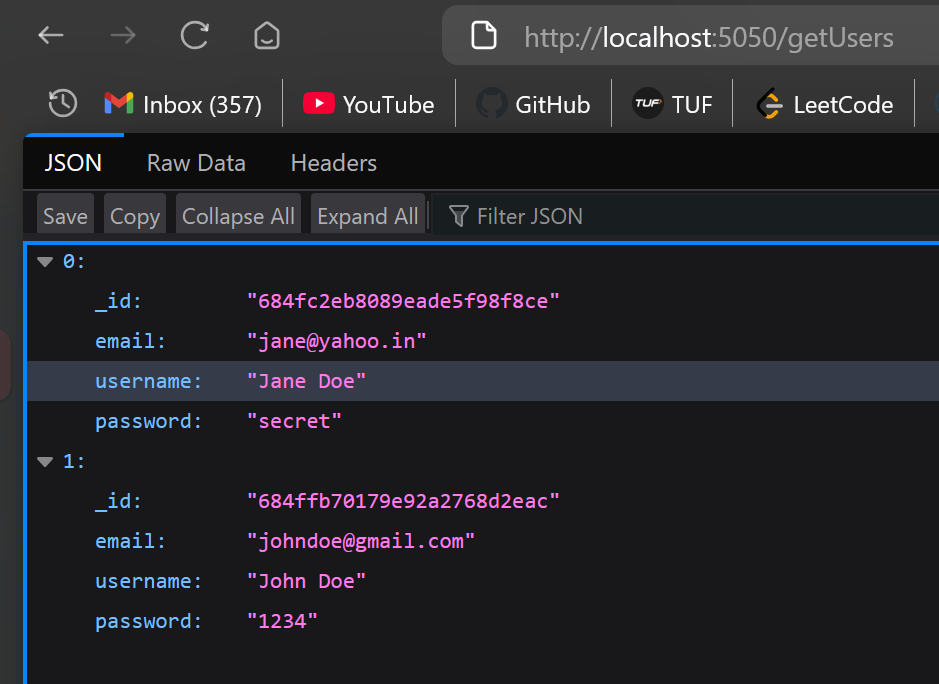 http://localhost:5050/getUsers
Inbox (357) YouTube GitHub TUF TUF LeetCode
JSON Raw Data Headers
Save Copy Collapse All Expand All Filter JSON
0:
_id: "684fc2eb8089eade5f98f8ce"
email: "jane@yahoo.in"
username: "Jane Doe"
password: "secret"
1:
_id: "684ffb70179e92a2768d2eac"
email: "johndoe@gmail.com"
username: "John Doe"
password: "1234"